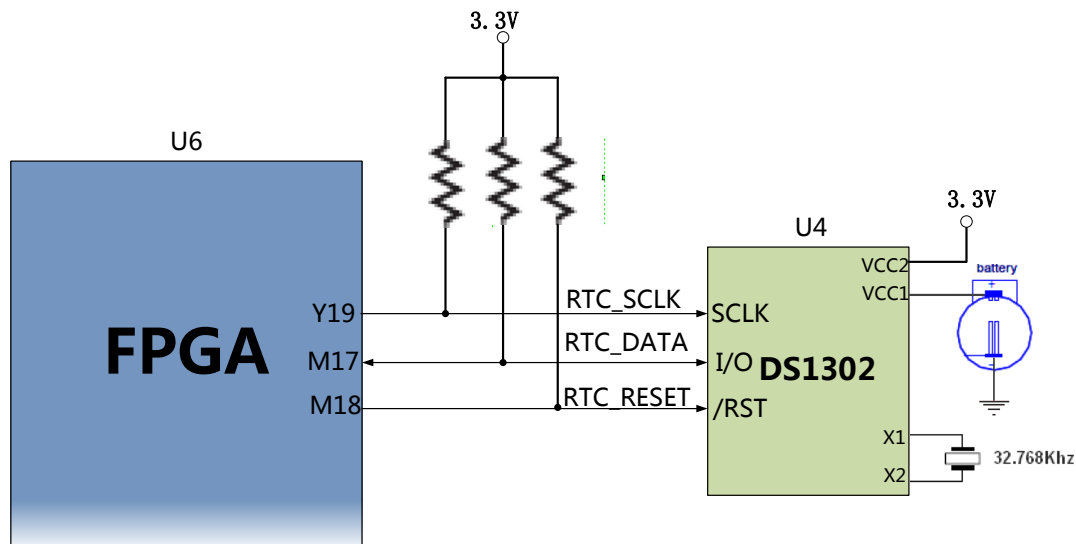 3.3V
U6
U4
3.3V
VCC2
battery
+
VCC1
Y19
RTC_SCLK
SCLK
FPGA
M17
RTC_DATA
I/O
DS1302
-
M18
RTC_RESET
/RST
X1
32.768Khz
X2